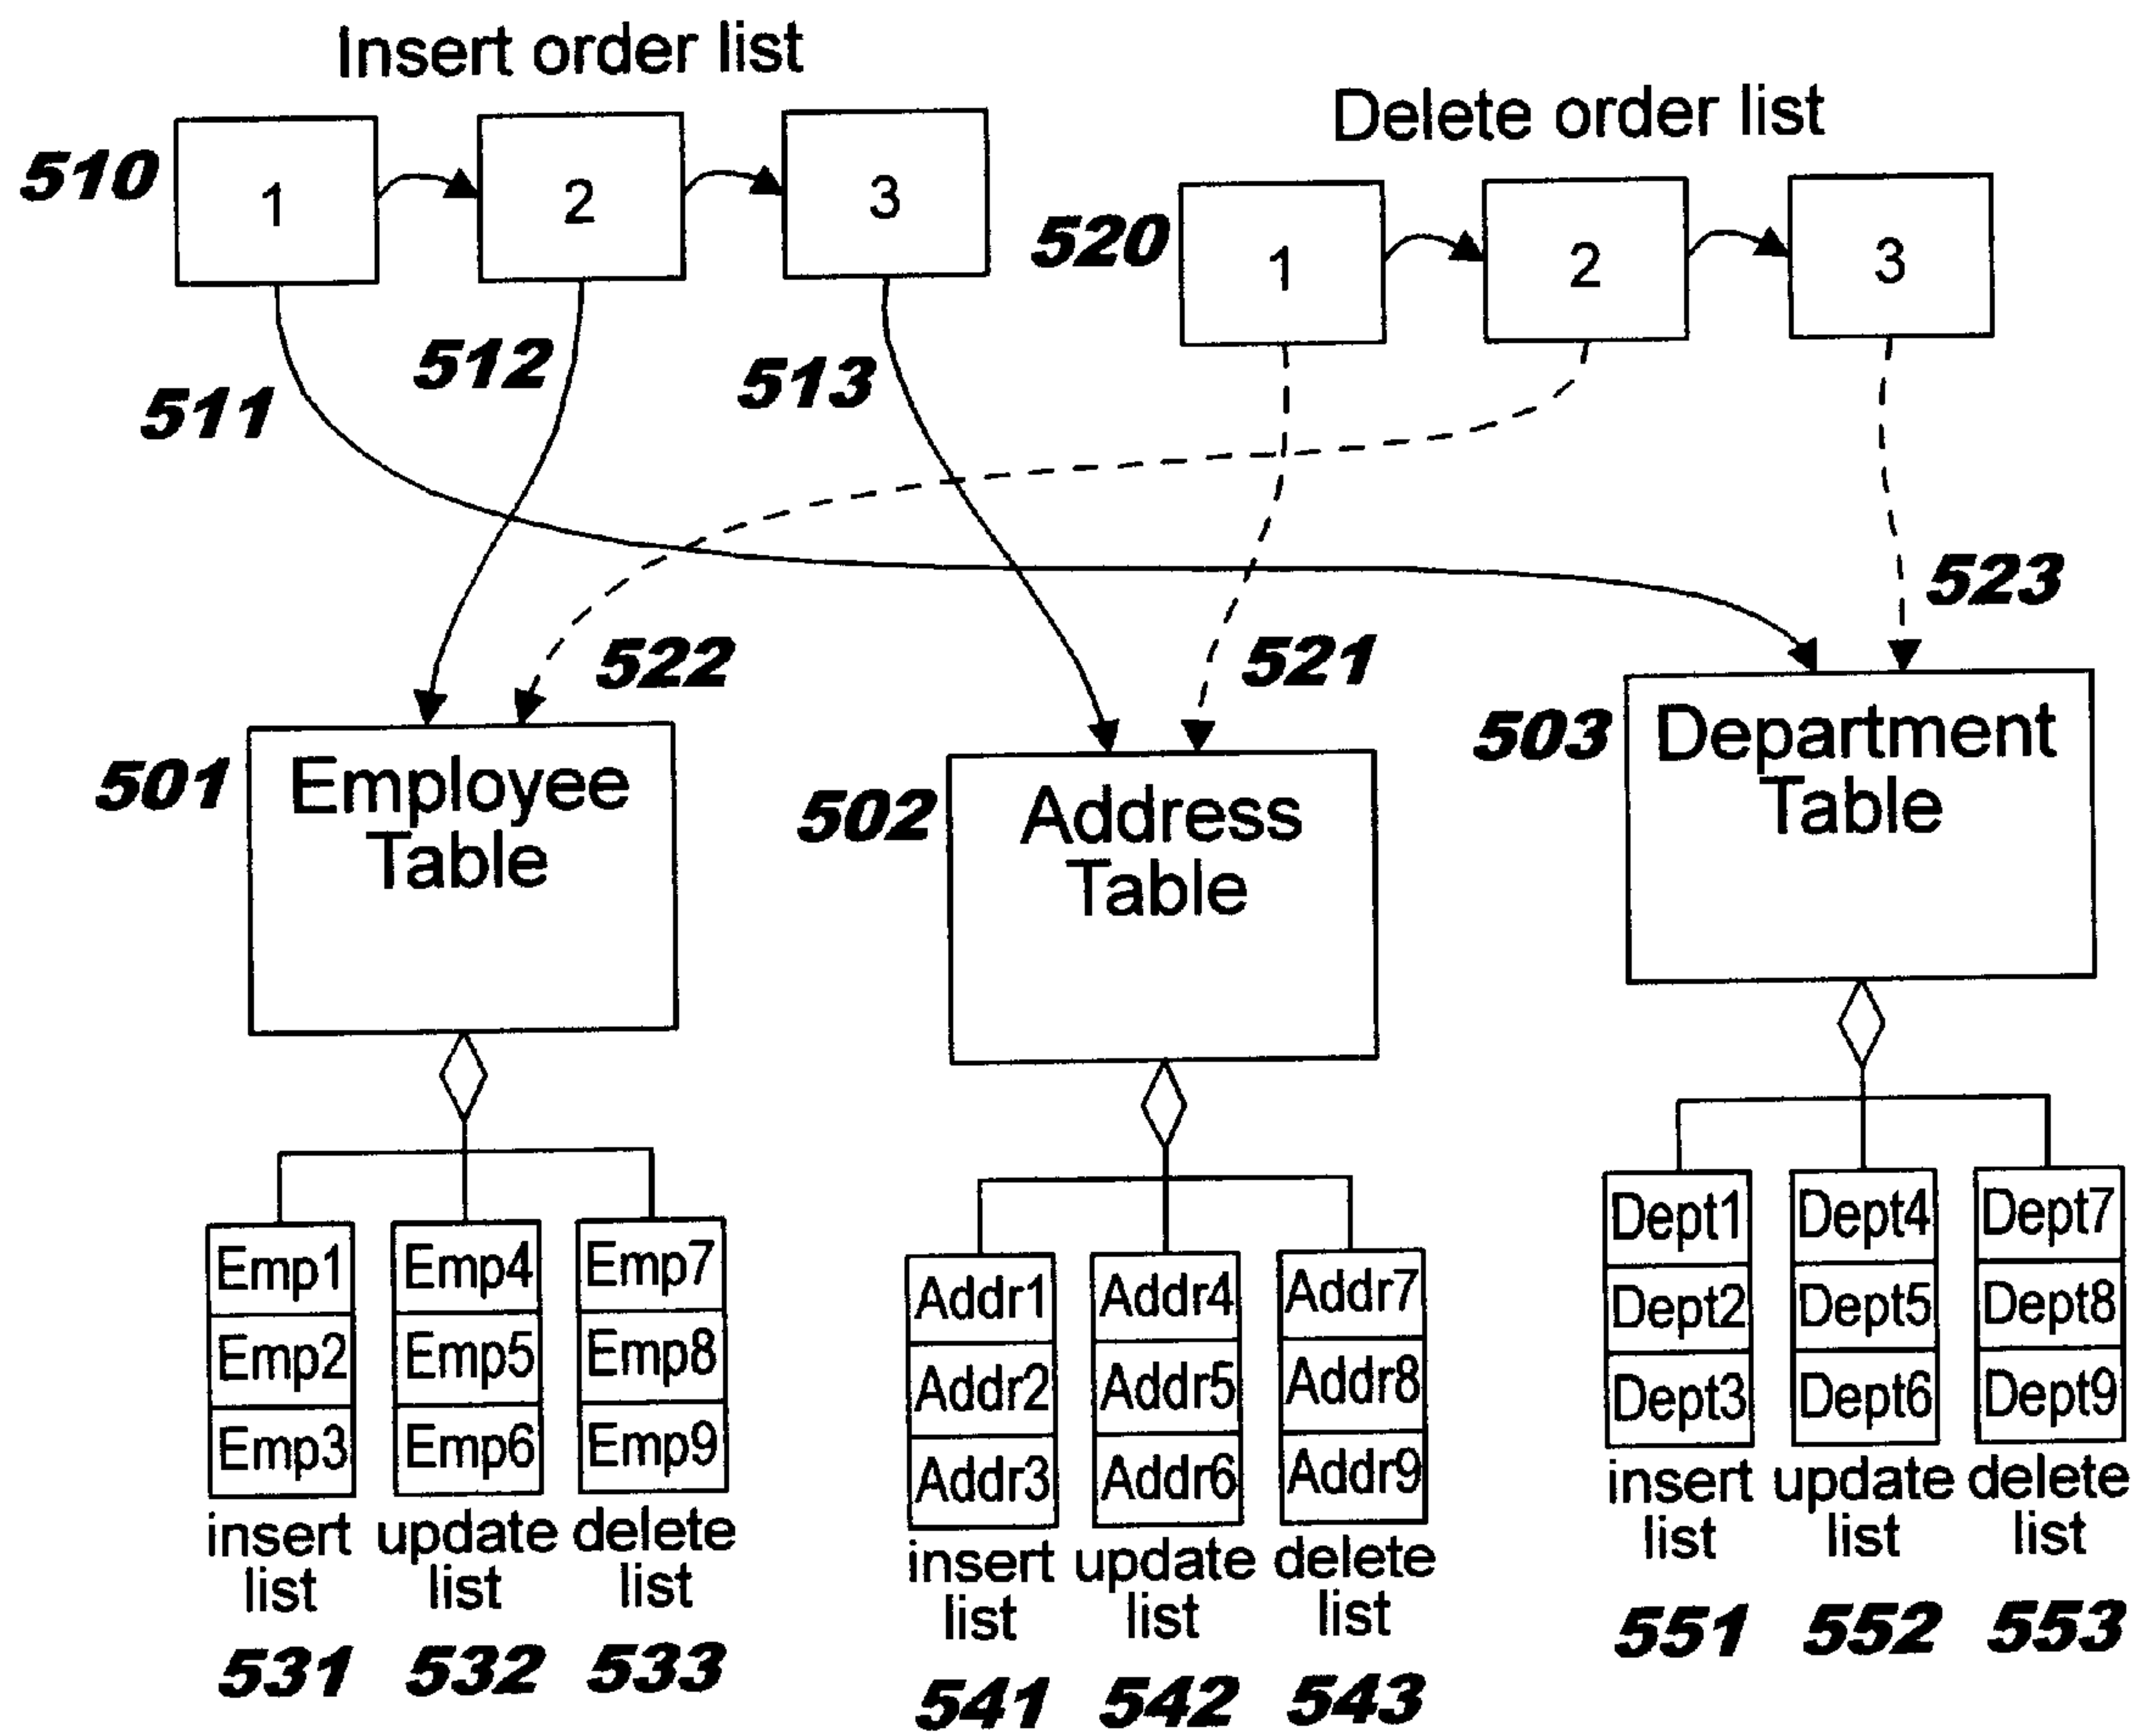 Insert order list
Delete order list
510
1
2
3
520
1
2
3
511
512
513
522
521
523
501
Employee
Table
502
Address
Table
503
Department
Table
Emp1
Emp2
Emp3
insert
list
531
Emp4
Emp5
Emp6
update
list
532
Emp7
Emp8
Emp9
delete
list
533
Addr1
Addr2
Addr3
insert
list
541
Addr4
Addr5
Addr6
update
list
542
Addr7
Addr8
Addr9
delete
list
543
Dept1
Dept2
Dept3
insert
list
551
Dept4
Dept5
Dept6
update
list
552
Dept7
Dept8
Dept9
delete
list
553